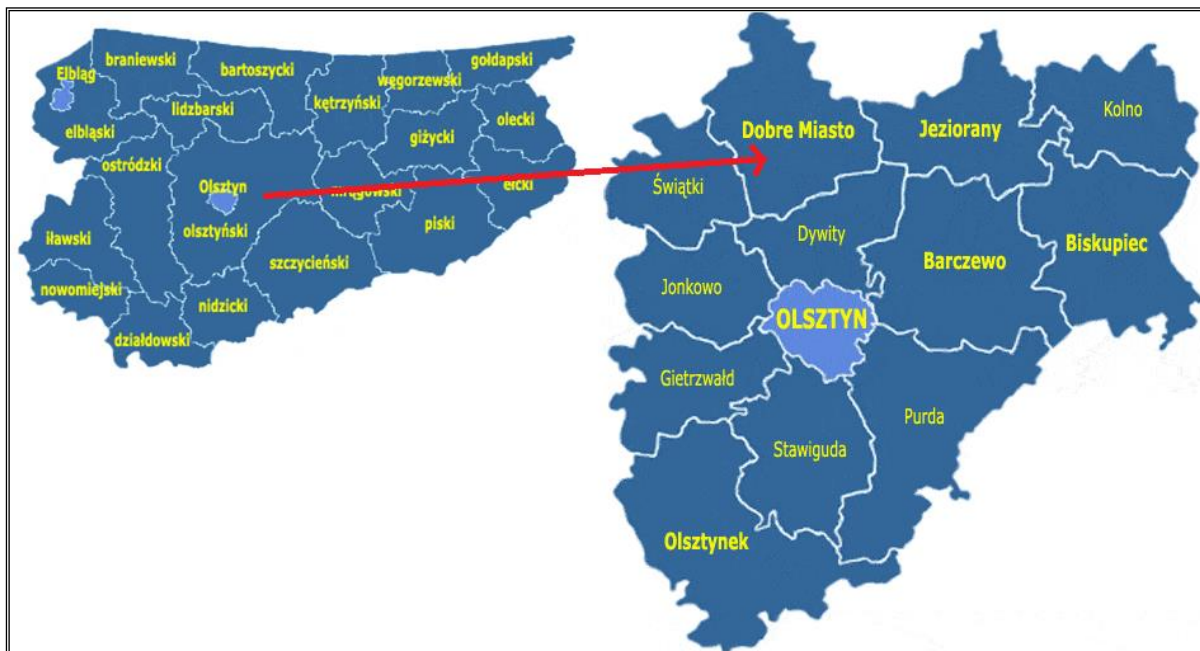 braniewski
gołdapski
Elbląg
bartoszycki
węgorzewski
kętrzyński
lidzbarski
olecki
elbląski
giżycki
ostródzki
Olsztyn
mrągowski
ełcki
olsztyński
piski
iławski
szczycieński
nowomiejski
nidzicki
działdowski
Kolno
Dobre Miasto
Jeziorany
Świątki
Dywity
Biskupiec
Barczewo
Jonkowo
OLSZTYN
Gietrzwałd
Purda
Stawiguda
Olsztynek